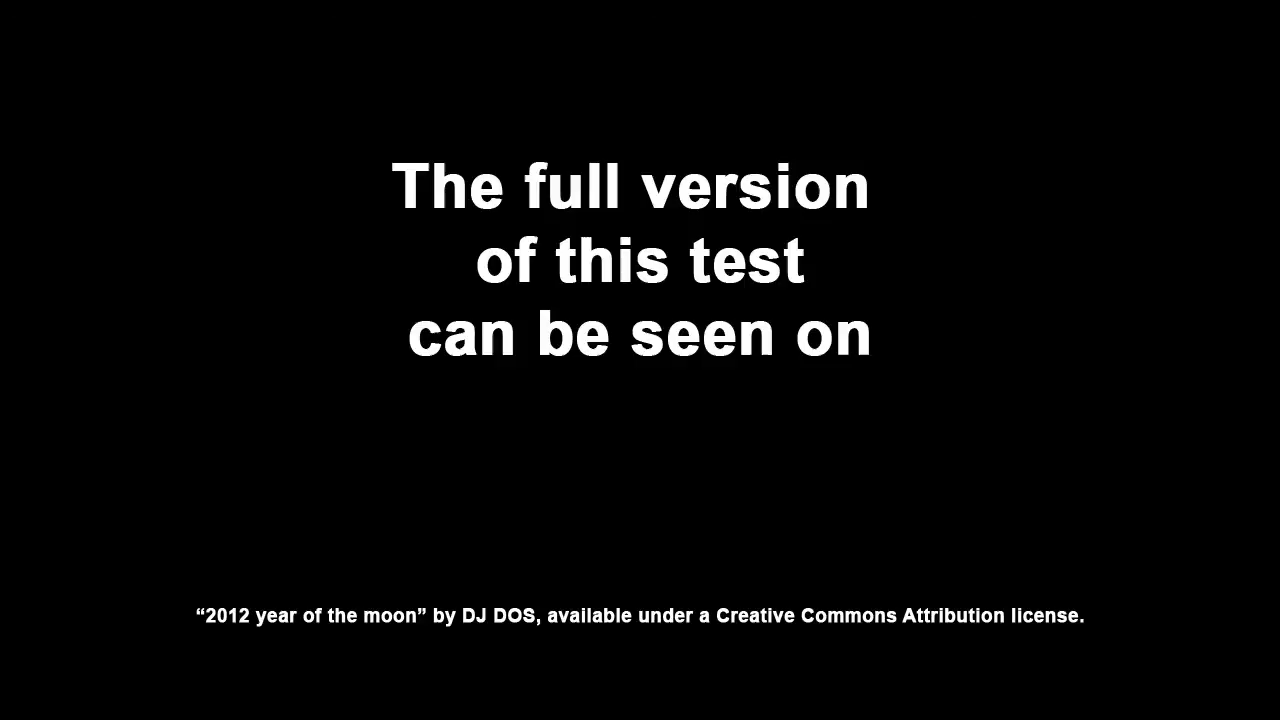 The full version
of this test
can be seen on
“2012 year of the moon” by DJ DOS, available under a Creative Commons Attribution license.